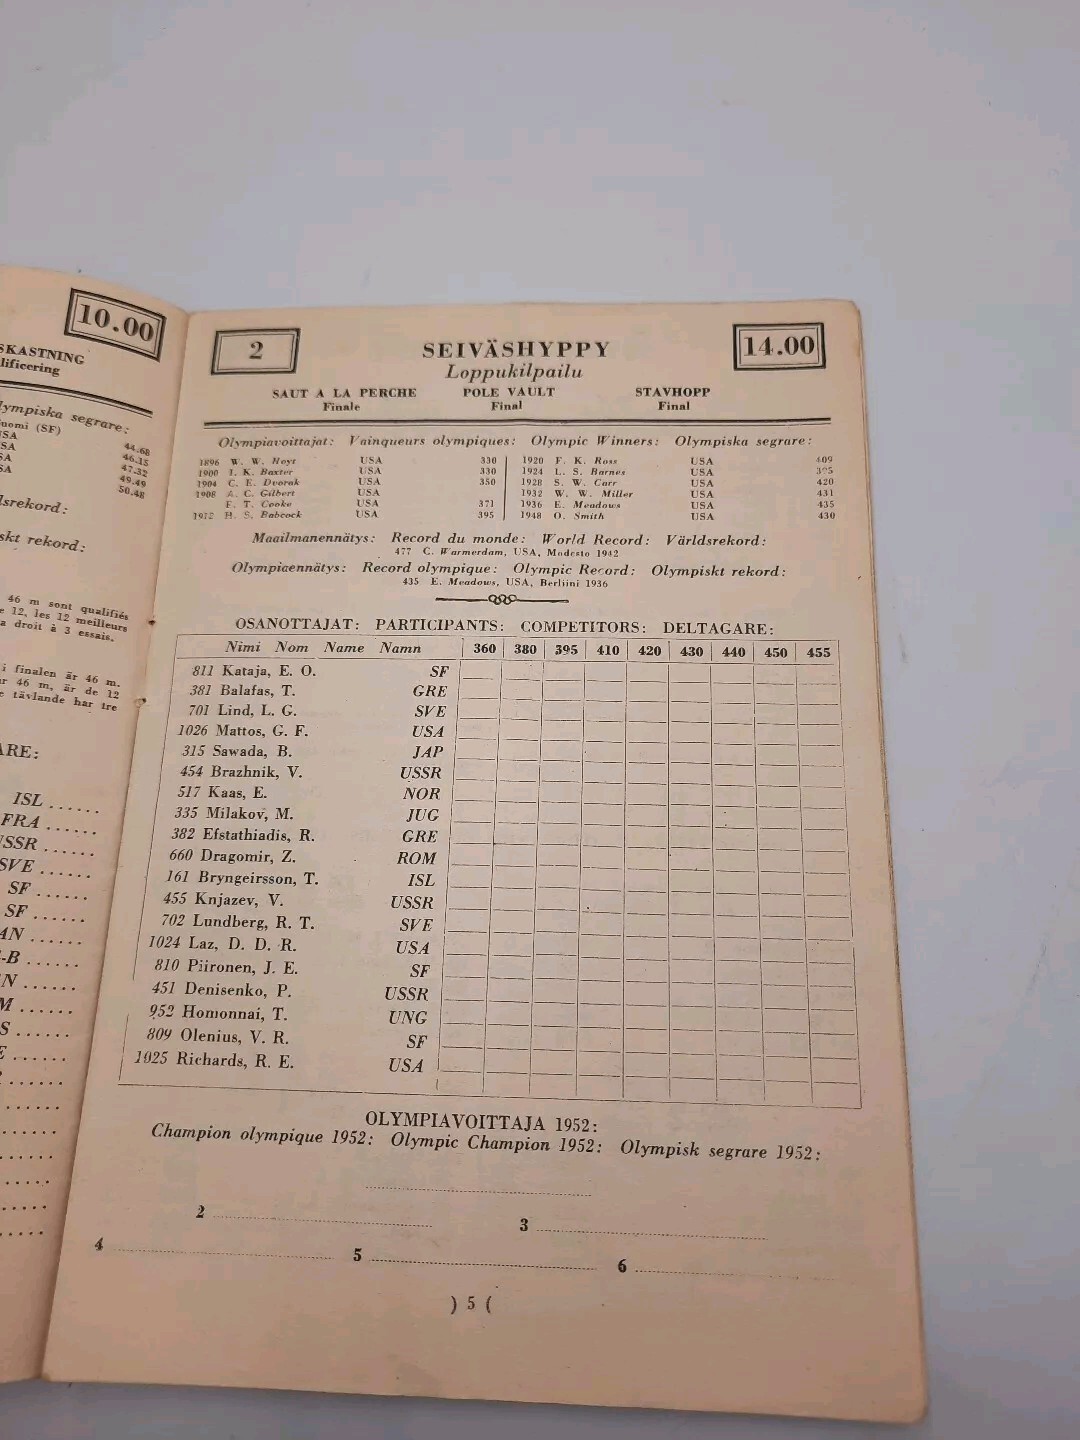 10.00
SKASTNING
lificering
lympiska segrare:
uomi (SF)
USA 44.68
SA 46.15
A 47.32
SA 49.49
50.48
dsrekord:
skt rekord:
46 m sont qualifiés
e 12, les 12 meilleurs
a droit à 3 essais.
i finalen är 46 m.
r 46 m, är de 12
e tävlande har tre
ARE:
ISL ......
FRA ......
USSR ......
SVE ......
SF ......
SF ......
AN ......
E-B ......
N ......
M ......
S ......
2 14.00
SEIVÄSHYPPY
Loppukilpailu
SAUT A LA PERCHE POLE VAULT STAVHOPP
Finale Final Final
Olympiavoittajat: Vainqueurs olympiques: Olympic Winners: Olympiska segrare:
1896 W. W. Hoyt USA 330
1900 I. K. Baxter USA 330
1904 C. E. Dvorak USA 350
1908 A. C. Gilbert USA
E. T. Cooke USA 371
1912 H. S. Babcock USA 395
1920 F. K. Ross USA 409
1924 L. S. Barnes USA 395
1928 S. W. Carr USA 420
1932 W. W. Miller USA 431
1936 E. Meadows USA 435
1948 O. Smith USA 430
Maailmanennätys: Record du monde: World Record: Världsrekord:
477 C. Warmerdam, USA, Modesto 1942
Olympiaennätys: Record olympique: Olympic Record: Olympiskt rekord:
435 E. Meadows, USA, Berliini 1936
OSANOTTAJAT: PARTICIPANTS: COMPETITORS: DELTAGARE:
Nimi Nom Name Namn 360 380 395 410 420 430 440 450 455
811 Kataja, E. O. SF
381 Balafas, T. GRE
701 Lind, L. G. SVE
1026 Mattos, G. F. USA
315 Sawada, B. JAP
454 Brazhnik, V. USSR
517 Kaas, E. NOR
335 Milakov, M. JUG
382 Efstathiadis, R. GRE
660 Dragomir, Z. ROM
161 Bryngeirsson, T. ISL
455 Knjazev, V. USSR
702 Lundberg, R. T. SVE
1024 Laz, D. D. R. USA
810 Piironen, J. E. SF
451 Denisenko, P. USSR
952 Homonnai, T. UNG
809 Olenius, V. R. SF
1025 Richards, R. E. USA
OLYMPIAVOITTAJA 1952:
Champion olympique 1952: Olympic Champion 1952: Olympisk segrare 1952:
2 3
4 5 6
) 5 (